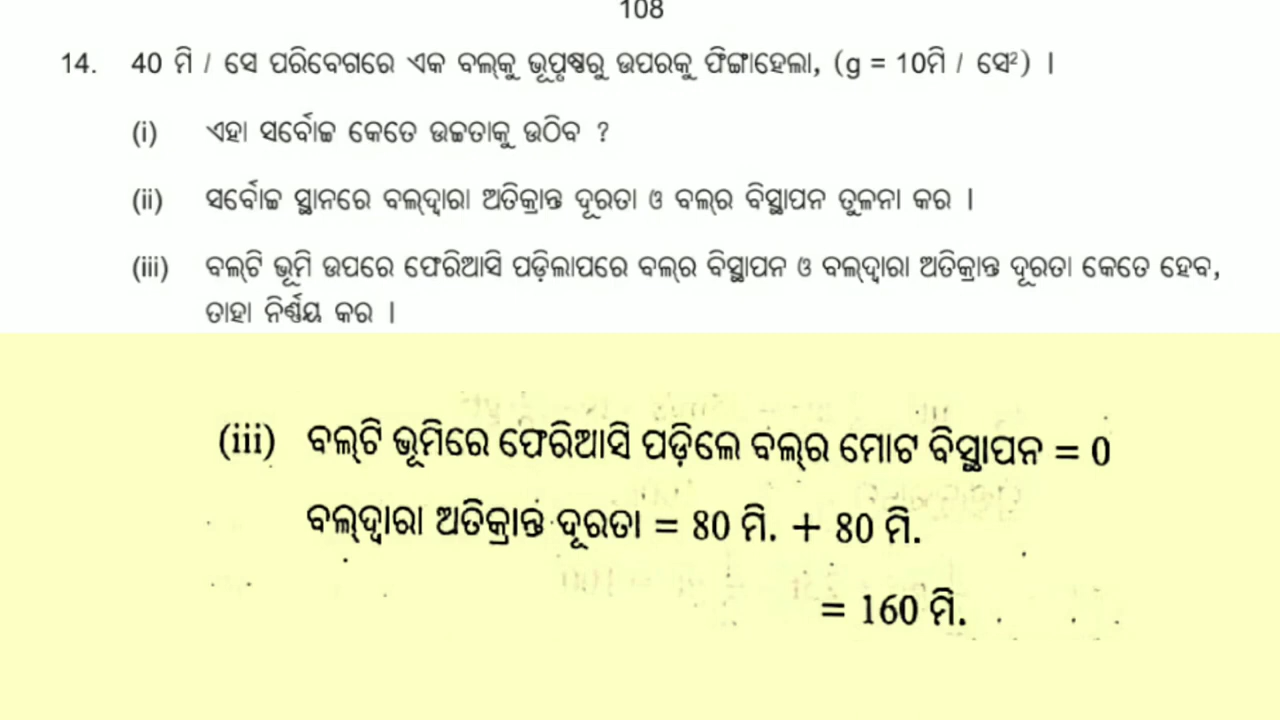 108
14. 40 ମି / ସେ ପରିବେଗରେ ଏକ ବଲ୍‌କୁ ଭୂପୃଷ୍ଠରୁ ଉପରକୁ ଫିଙ୍ଗାହେଲା, (g = 10ମି / ସେ²) ।
(i) ଏହା ସର୍ବୋଚ୍ଚ କେତେ ଉଚ୍ଚତାକୁ ଉଠିବ ?
(ii) ସର୍ବୋଚ୍ଚ ସ୍ଥାନରେ ବଲ୍‌ଦ୍ୱାରା ଅତିକ୍ରାନ୍ତ ଦୂରତା ଓ ବଲ୍‌ର ବିସ୍ଥାପନ ତୁଳନା କର ।
(iii) ବଲ୍‌ଟି ଭୂମି ଉପରେ ଫେରିଆସି ପଡ଼ିଲାପରେ ବଲ୍‌ର ବିସ୍ଥାପନ ଓ ବଲ୍‌ଦ୍ୱାରା ଅତିକ୍ରାନ୍ତ ଦୂରତା କେତେ ହେବ,
ତାହା ନିର୍ଣ୍ଣୟ କର ।
(iii) ବଲ୍‌ଟି ଭୂମିରେ ଫେରିଆସି ପଡ଼ିଲେ ବଲ୍‌ର ମୋଟ ବିସ୍ଥାପନ = 0
ବଲ୍‌ଦ୍ୱାରା ଅତିକ୍ରାନ୍ତ ଦୂରତା = 80 ମି. + 80 ମି.
= 160 ମି.